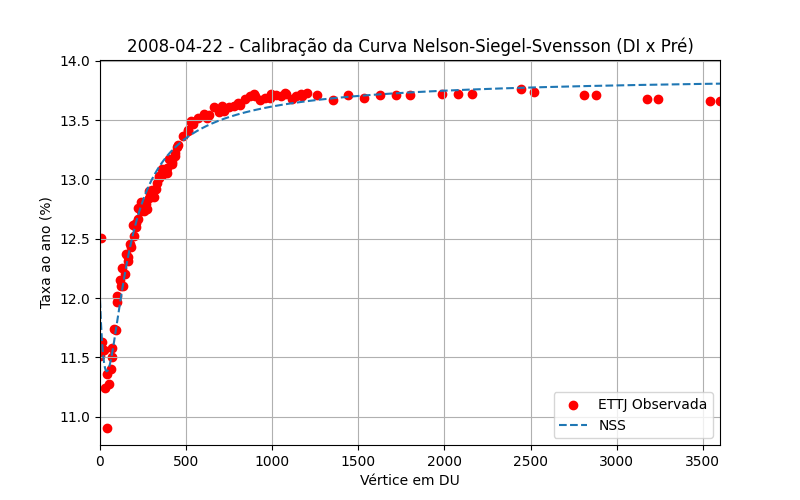 2008-04-22 - Calibração da Curva Nelson-Siegel-Svensson (DI x Pré)
14.0
13.5
13.0
12.5
12.0
11.5
11.0
Taxa ao ano (%)
ETTJ Observada
NSS
0 500 1000 1500 2000 2500 3000 3500
Vértice em DU